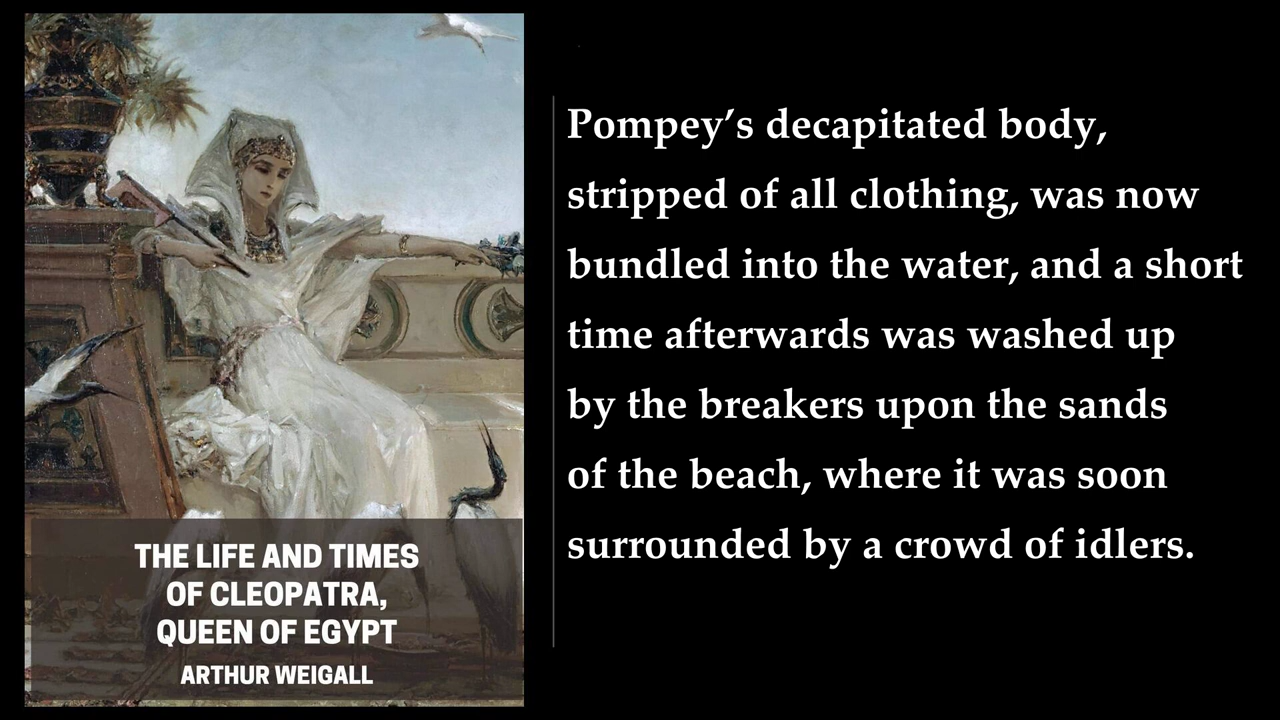 THE LIFE AND TIMES
OF CLEOPATRA,
QUEEN OF EGYPT
ARTHUR WEIGALL
Pompey’s decapitated body,
stripped of all clothing, was now
bundled into the water, and a short
time afterwards was washed up
by the breakers upon the sands
of the beach, where it was soon
surrounded by a crowd of idlers.